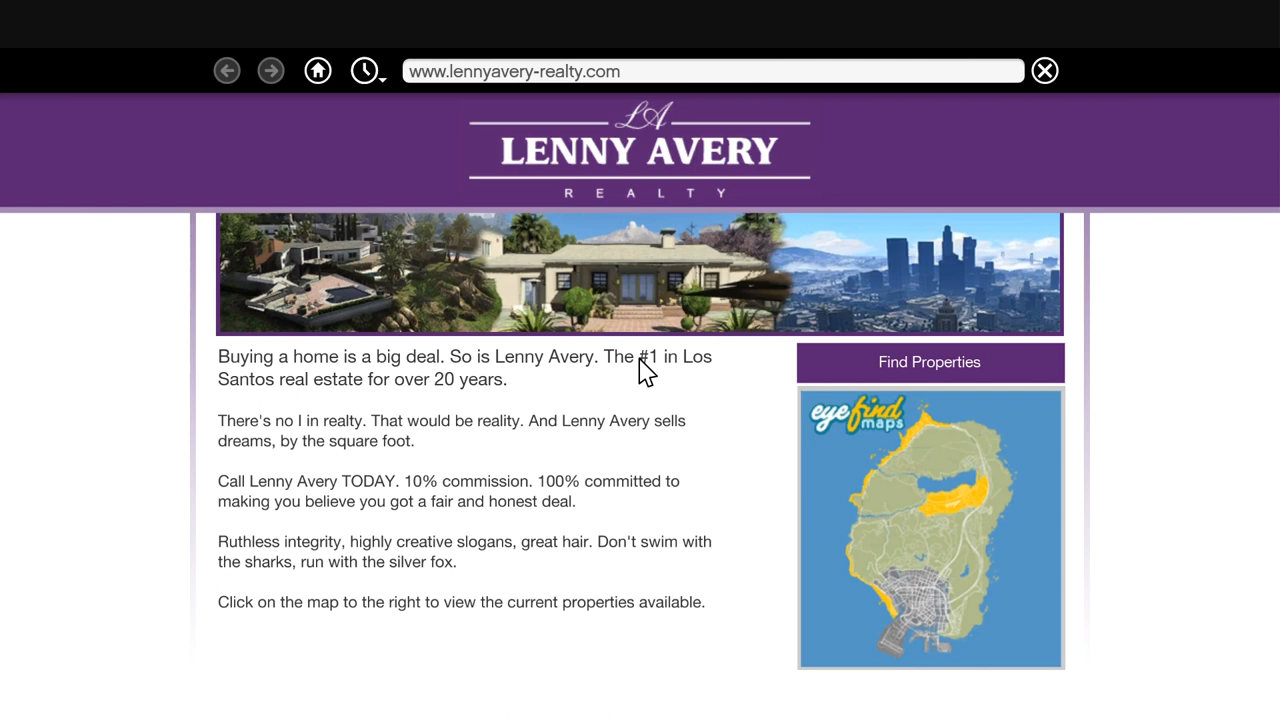 www.lennyavery-realty.com
LA
LENNY AVERY
REALTY
Buying a home is a big deal. So is Lenny Avery. The #1 in Los
Santos real estate for over 20 years.
There's no I in realty. That would be reality. And Lenny Avery sells
dreams, by the square foot.
Call Lenny Avery TODAY. 10% commission. 100% committed to
making you believe you got a fair and honest deal.
Ruthless integrity, highly creative slogans, great hair. Don't swim with
the sharks, run with the silver fox.
Click on the map to the right to view the current properties available.
Find Properties
eyefind
maps